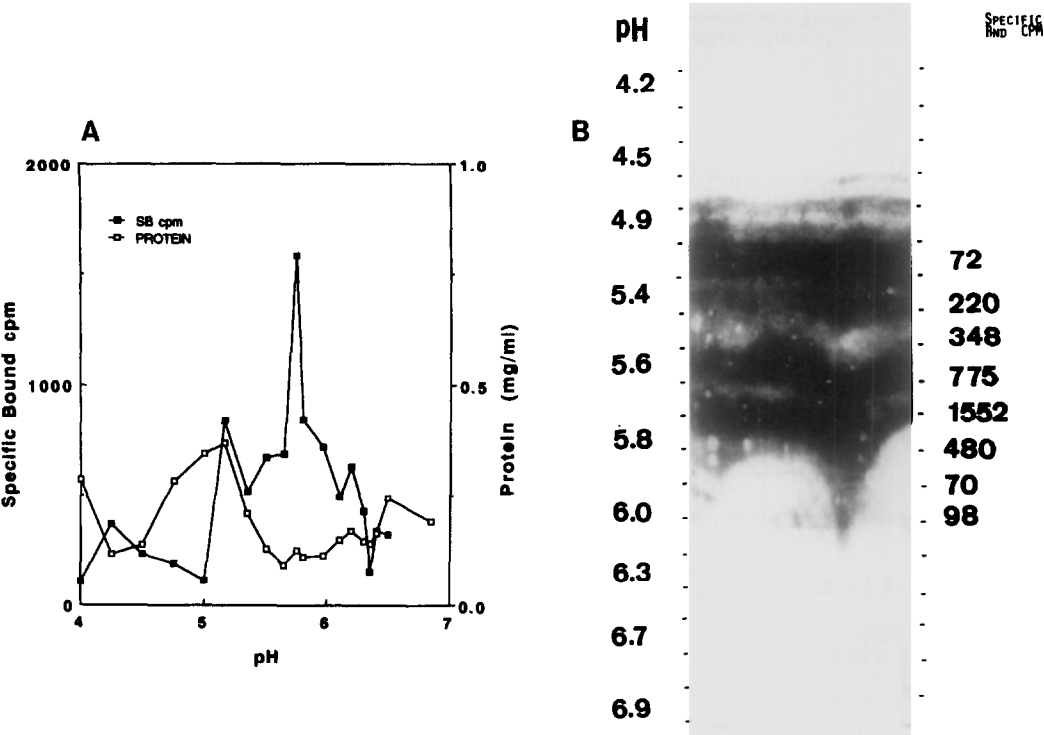 A
2000
1000
0
Specific Bound cpm
SB cpm
PROTEIN
1.0
0.5
0.0
Protein (mg/ml)
4
5
6
7
pH
B
pH
4.2
4.5
4.9
5.4
5.6
5.8
6.0
6.3
6.7
6.9
SPECIFIC
BND CPM
72
220
348
775
1552
480
70
98